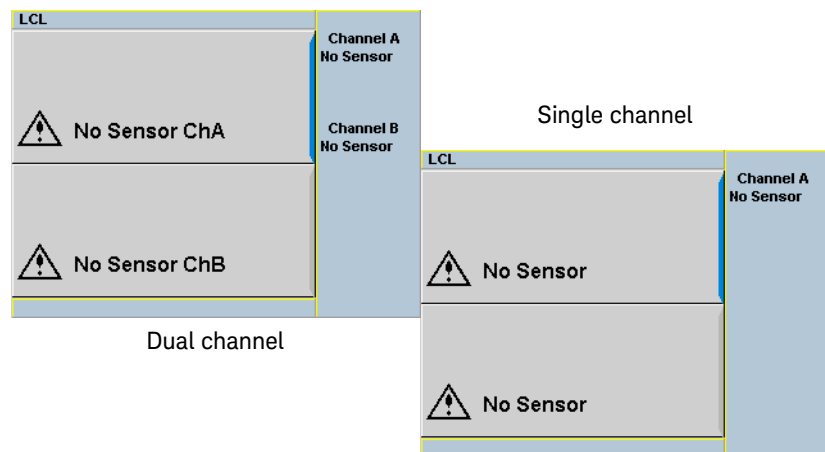 LCL
Channel A
No Sensor
No Sensor ChA
Channel B
No Sensor
No Sensor ChB
Dual channel
Single channel
LCL
Channel A
No Sensor
No Sensor
No Sensor